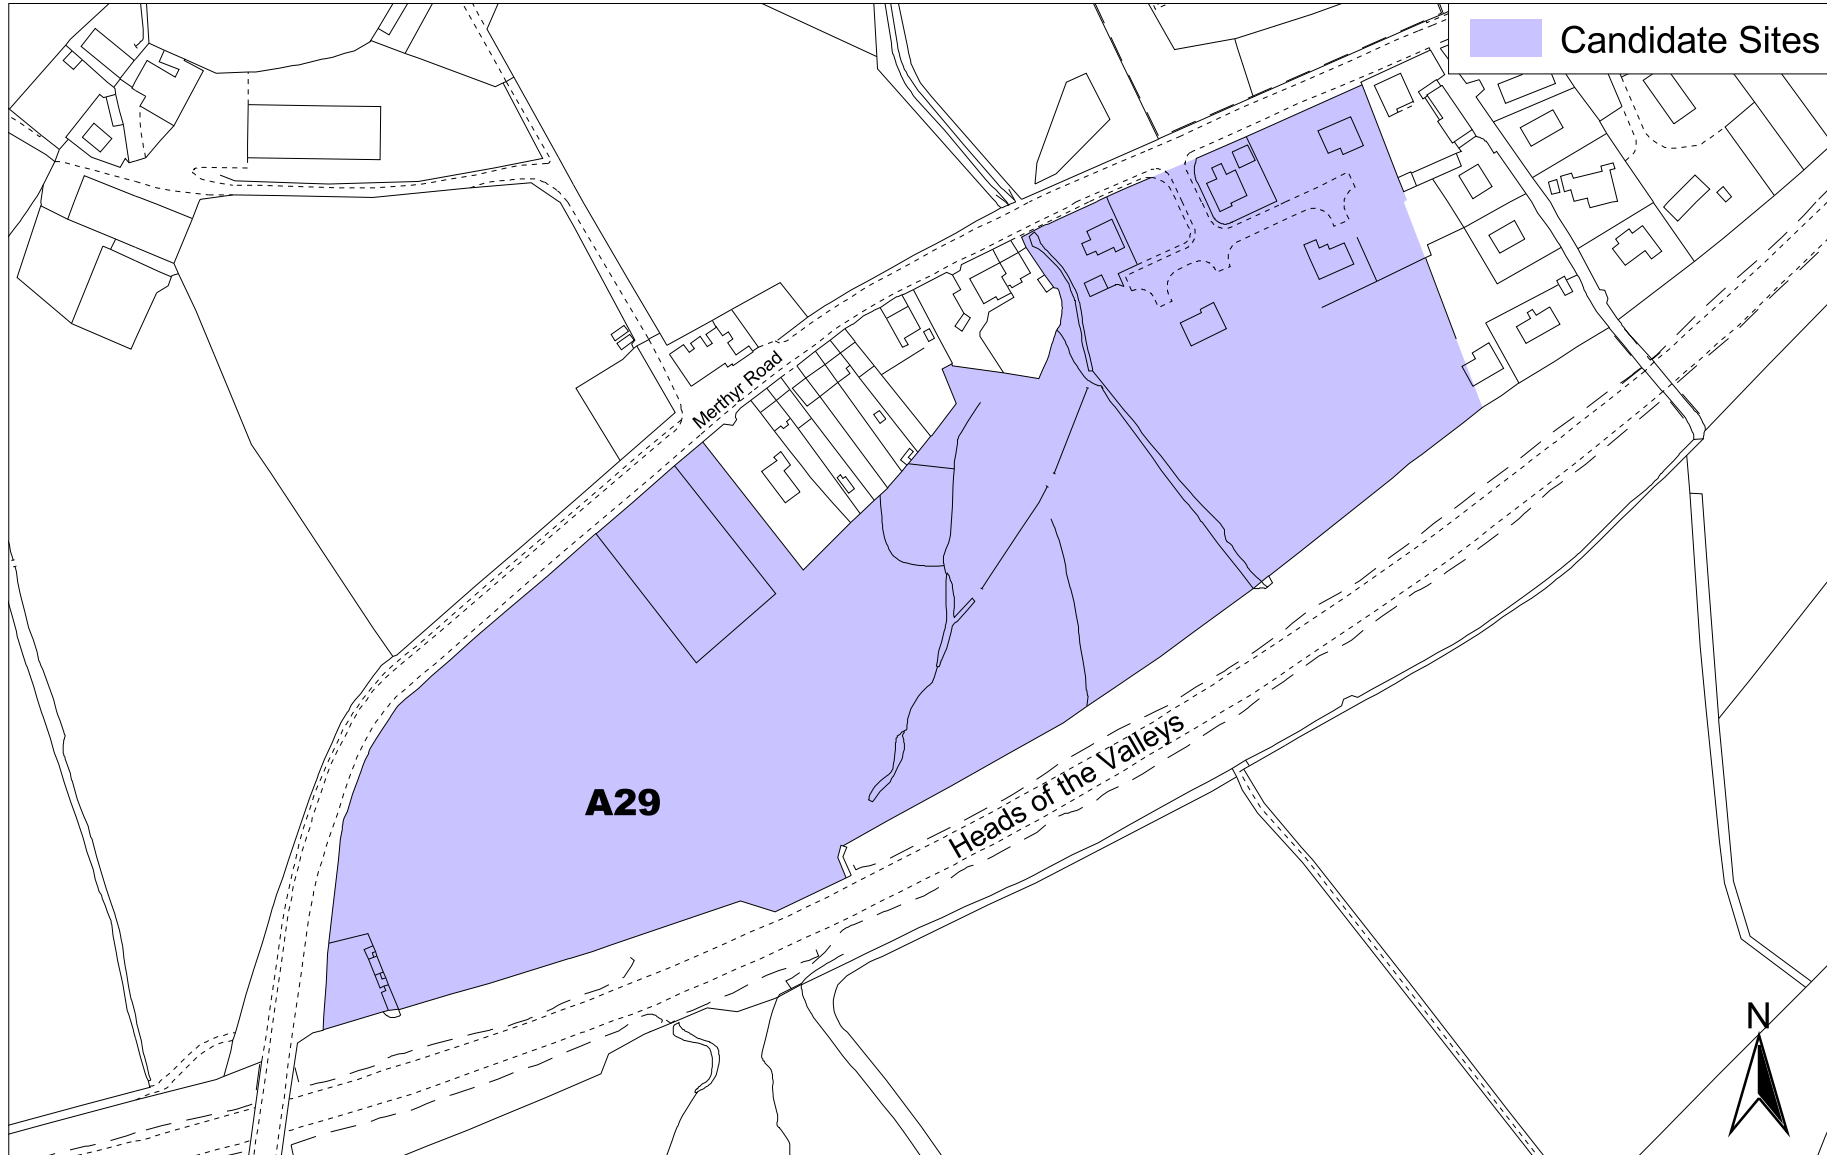 Candidate Sites
Merthyr Road
A29
Heads of the Valleys
N